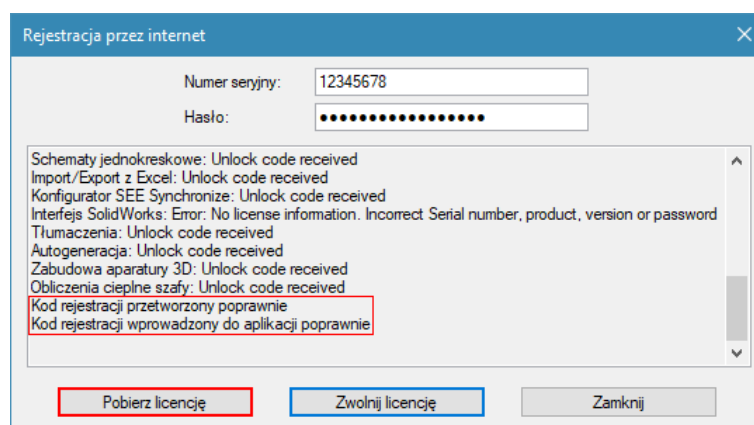 Rejestracja przez internet
Numer seryjny: 12345678
Hasło: •••••••••••••••••
Schematy jednokreskowe: Unlock code received
Import/Export z Excel: Unlock code received
Konfigurator SEE Synchronize: Unlock code received
Interfejs SolidWorks: Error: No license information. Incorrect Serial number, product, version or password
Tłumaczenia: Unlock code received
Autogeneracja: Unlock code received
Zabudowa aparatury 3D: Unlock code received
Obliczenia cieplne szafy: Unlock code received
Kod rejestracji przetworzony poprawnie
Kod rejestracji wprowadzony do aplikacji poprawnie
Pobierz licencję Zwolnij licencję Zamknij